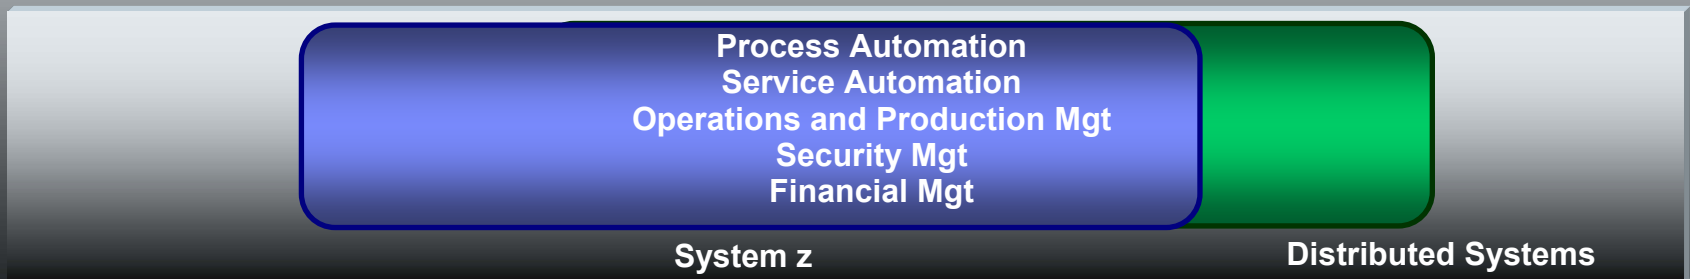 Process Automation
Service Automation
Operations and Production Mgt
Security Mgt
Financial Mgt
System z
Distributed Systems